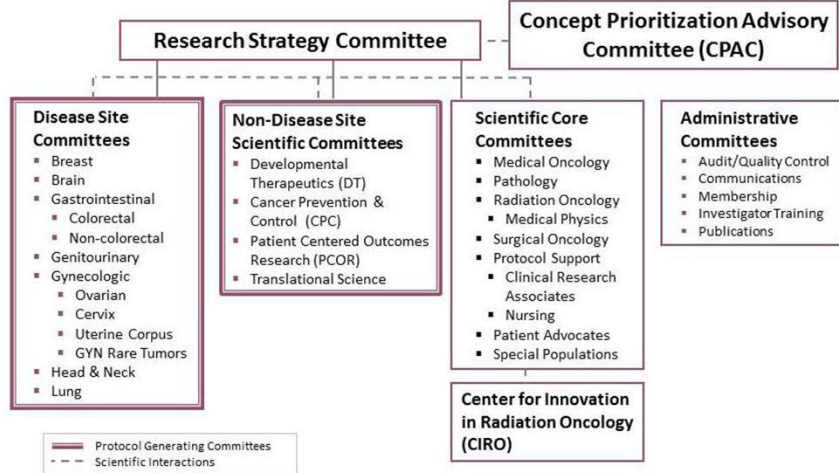 Research Strategy Committee
Concept Prioritization Advisory
Committee (CPAC)
Disease Site
Committees
Breast
Brain
Gastrointestinal
Colorectal
Non-colorectal
Genitourinary
Gynecologic
Ovarian
Cervix
Uterine Corpus
GYN Rare Tumors
Head & Neck
Lung
Non-Disease Site
Scientific Committees
Developmental
Therapeutics (DT)
Cancer Prevention &
Control (CPC)
Patient Centered Outcomes
Research (PCOR)
Translational Science
Scientific Core
Committees
Medical Oncology
Pathology
Radiation Oncology
Medical Physics
Surgical Oncology
Protocol Support
Clinical Research
Associates
Nursing
Patient Advocates
Special Populations
Administrative
Committees
Audit/Quality Control
Communications
Membership
Investigator Training
Publications
Center for Innovation
in Radiation Oncology
(CIRO)
Protocol Generating Committees
Scientific Interactions